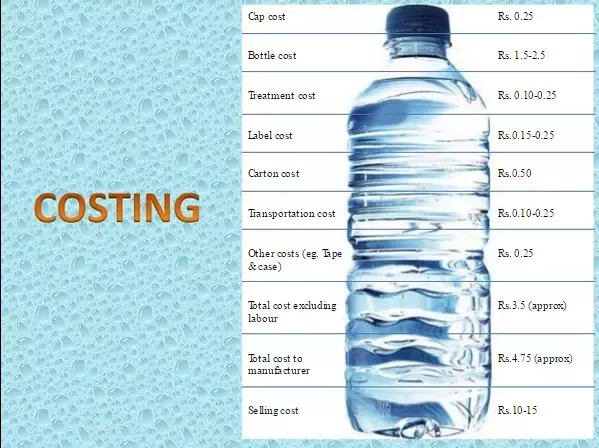 COSTING
Cap cost Rs. 0.25
Bottle cost Rs. 1.5-2.5
Treatment cost Rs. 0.10-0.25
Label cost Rs.0.15-0.25
Carton cost Rs.0.50
Transportation cost Rs.0.10-0.25
Other costs (eg. Tape Rs. 0.25
& case)
Total cost excluding Rs.3.5 (approx)
labour
Total cost to Rs.4.75 (approx)
manufacturer
Selling cost Rs.10-15